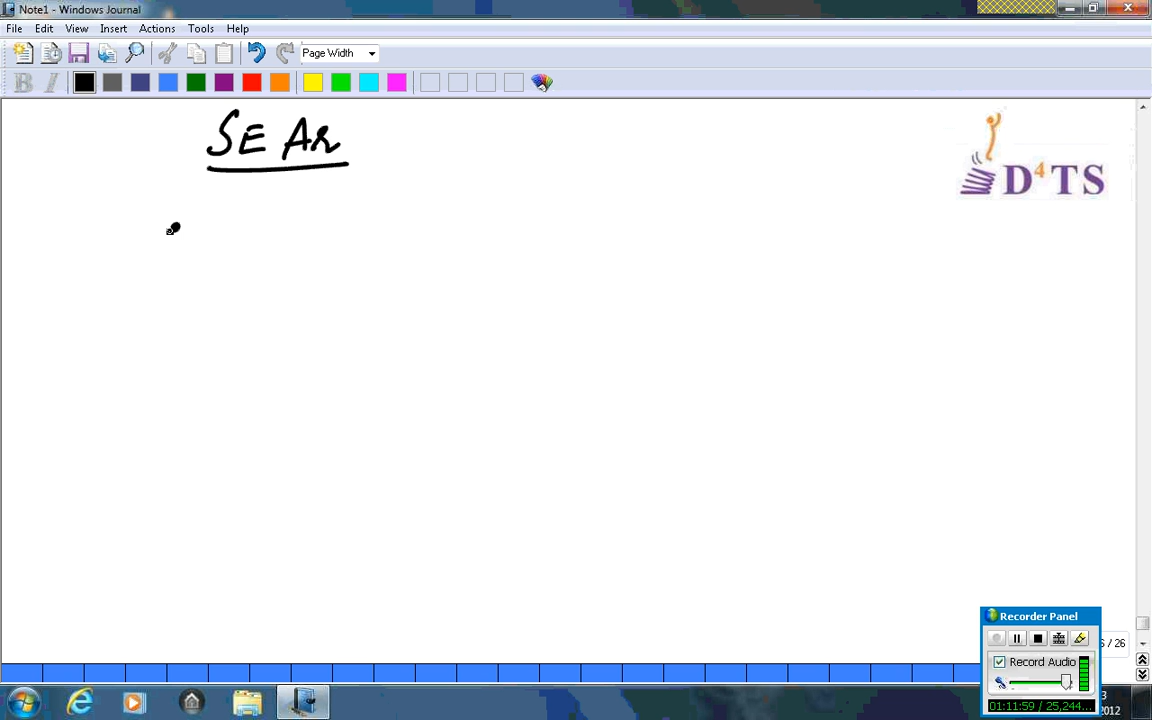 Note1 - Windows Journal
File Edit View Insert Actions Tools Help
Page Width
B I
SE Ar
D4TS
Recorder Panel
/ 26
Record Audio
01:11:59 / 25,244...
2012